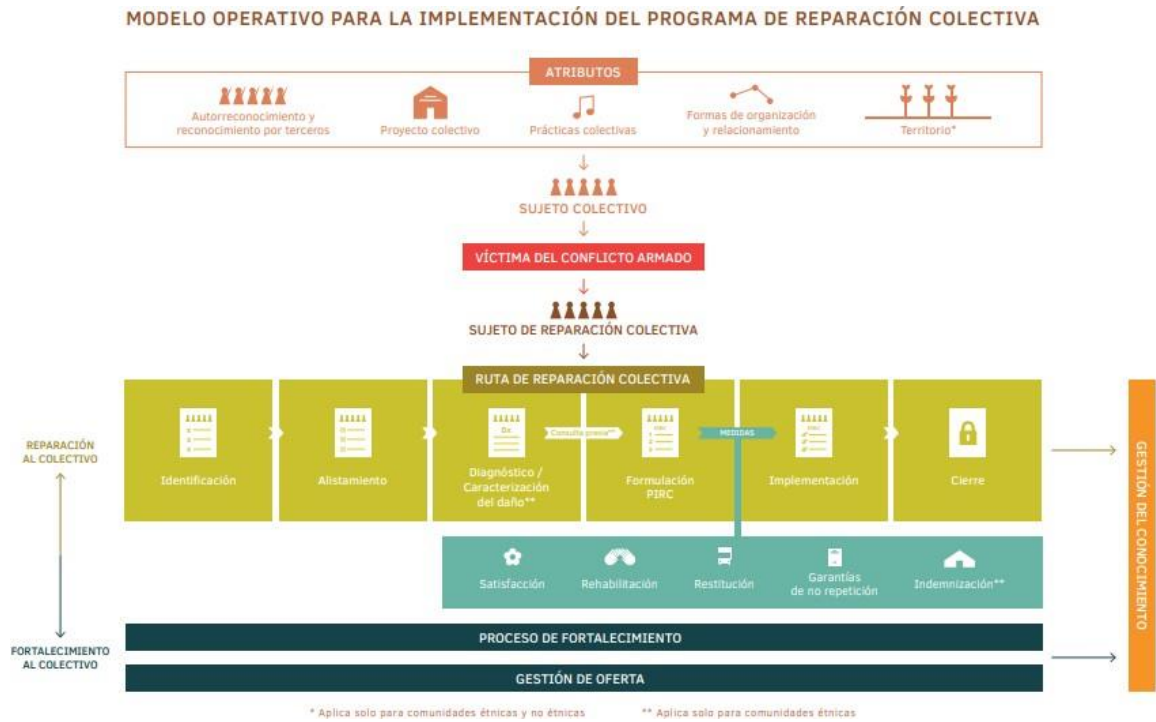 MODELO OPERATIVO PARA LA IMPLEMENTACIÓN DEL PROGRAMA DE REPARACIÓN COLECTIVA
ATRIBUTOS
Autorreconocimiento y
reconocimiento por terceros
Proyecto colectivo
Prácticas colectivas
Formas de organización
y relacionamiento
Territorio*
SUJETO COLECTIVO
VÍCTIMA DEL CONFLICTO ARMADO
SUJETO DE REPARACIÓN COLECTIVA
RUTA DE REPARACIÓN COLECTIVA
REPARACIÓN
AL COLECTIVO
Identificación
Alistamiento
Dx:
Diagnóstico /
Caracterización
del daño**
Consulta previa**
Formulación
PIRC
MEDIDAS
Implementación
Cierre
Satisfacción
Rehabilitación
Restitución
Garantías
de no repetición
Indemnización**
FORTALECIMIENTO
AL COLECTIVO
PROCESO DE FORTALECIMIENTO
GESTIÓN DE OFERTA
GESTIÓN DEL CONOCIMIENTO
* Aplica solo para comunidades étnicas y no étnicas
** Aplica solo para comunidades étnicas